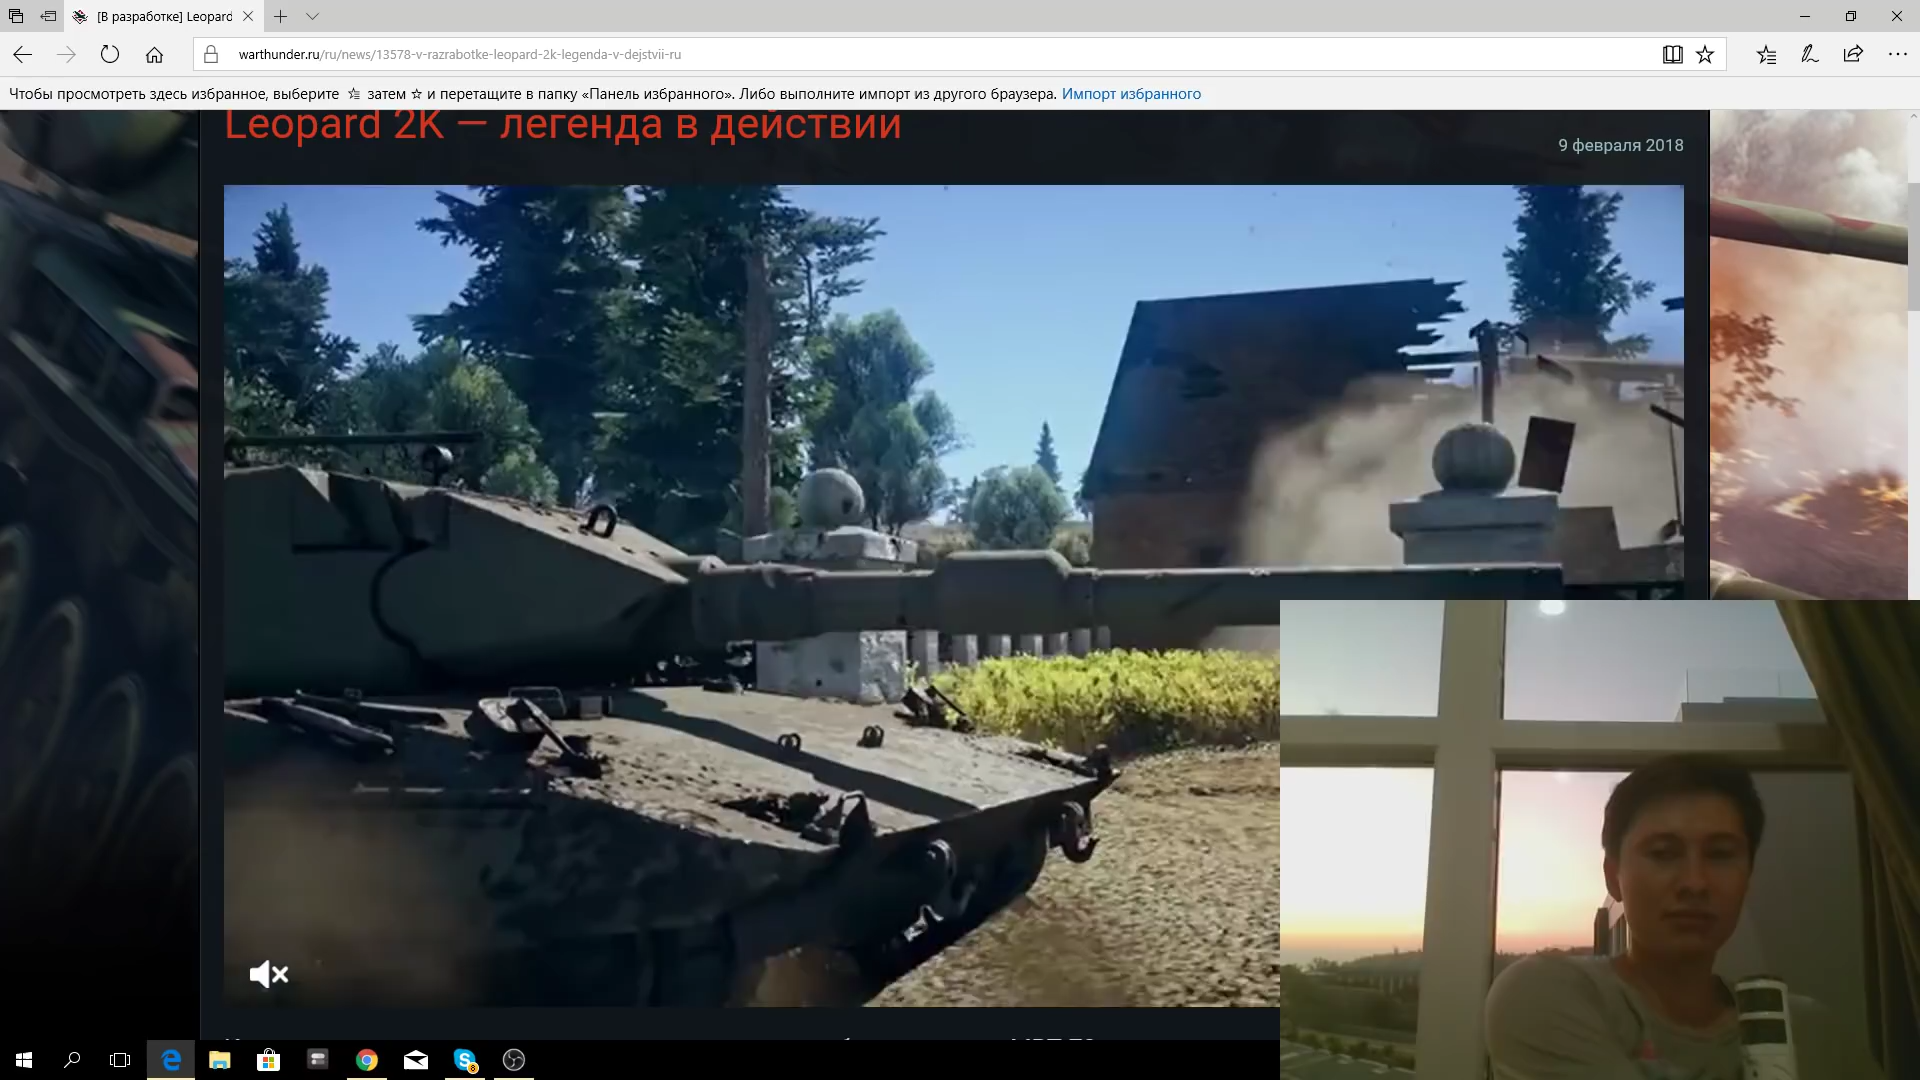 [В разработке] Leopard
warthunder.ru/ru/news/13578-v-razrabotke-leopard-2k-legenda-v-dejstvii-ru
Чтобы просмотреть здесь избранное, выберите затем и перетащите в папку «Панель избранного». Либо выполните импорт из другого браузера. Импорт избранного
Leopard 2K — легенда в действии
9 февраля 2018
8